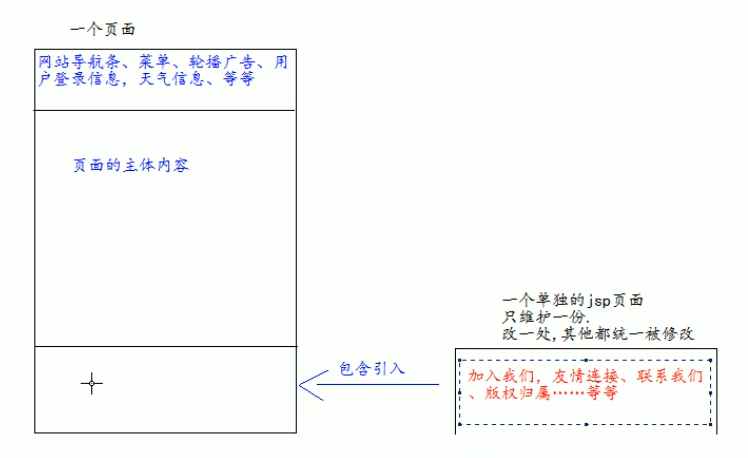 一个页面
网站导航条、菜单、轮播广告、用
户登录信息，天气信息、等等
页面的主体内容
一个单独的jsp页面
只维护一份.
改一处,其他都统一被修改
包含引入
加入我们，友情连接、联系我们
、版权归属……等等